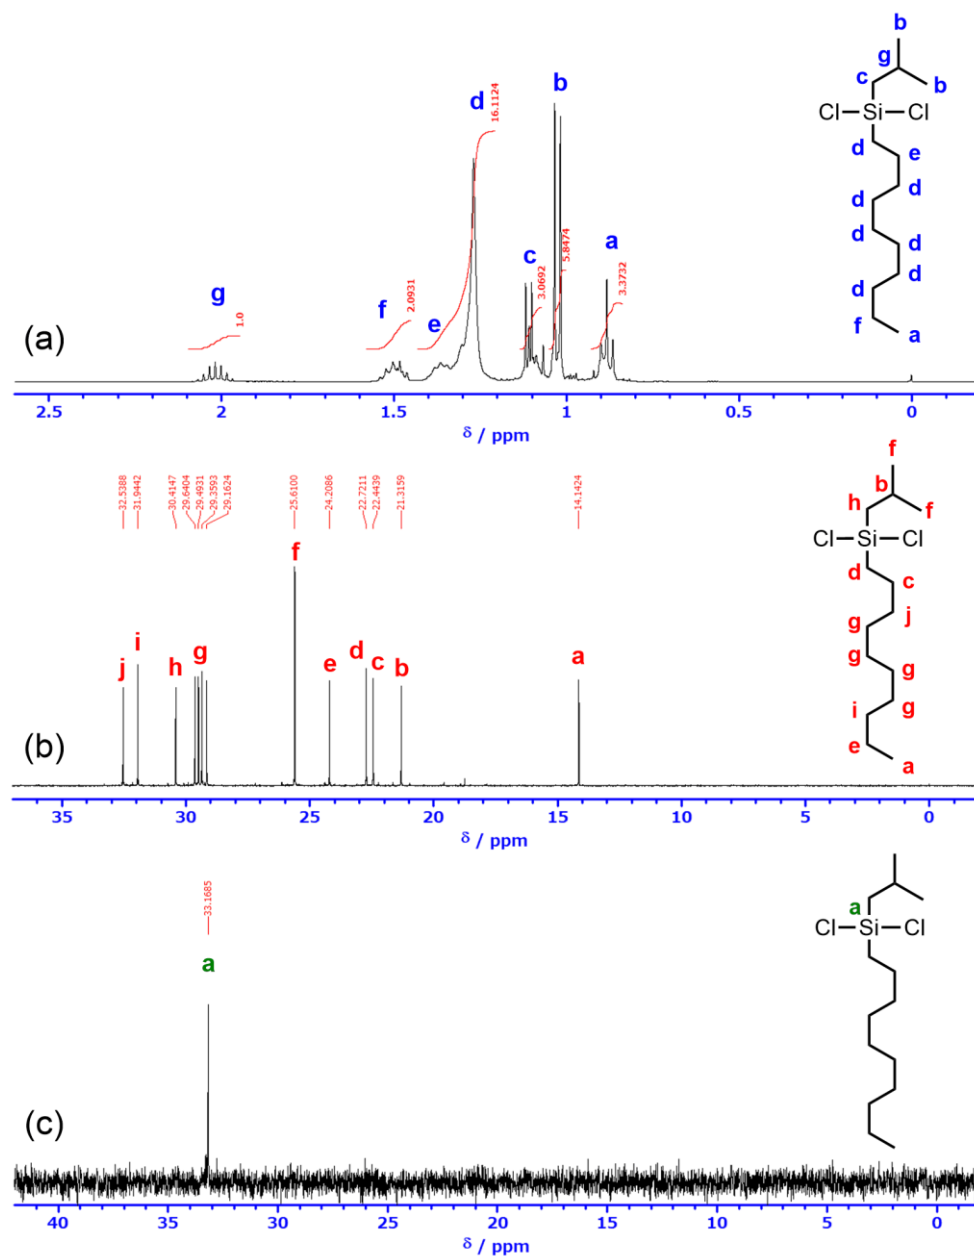 b
g
c
b
Cl Si Cl
d
e
d
d
d
d
d
d
f
a
(a)
g
f
e
d
c
b
a
1.0
2.0931
16.1124
3.0692
5.8474
3.3732
2.5 2 1.5 1 0.5 0
δ / ppm
32.5388
31.9442
30.4147
29.6404
29.4931
29.3593
29.1624
25.6100
24.2086
22.7211
22.4439
21.3159
14.1424
f
b
h
f
Cl Si Cl
d
c
j
g
g
g
g
i
e
a
(b)
j
i
h
g
f
e
d
c
b
a
35 30 25 20 15 10 5 0
δ / ppm
33.1685
a
a
Cl Si Cl
(c)
40 35 30 25 20 15 10 5 0
δ / ppm